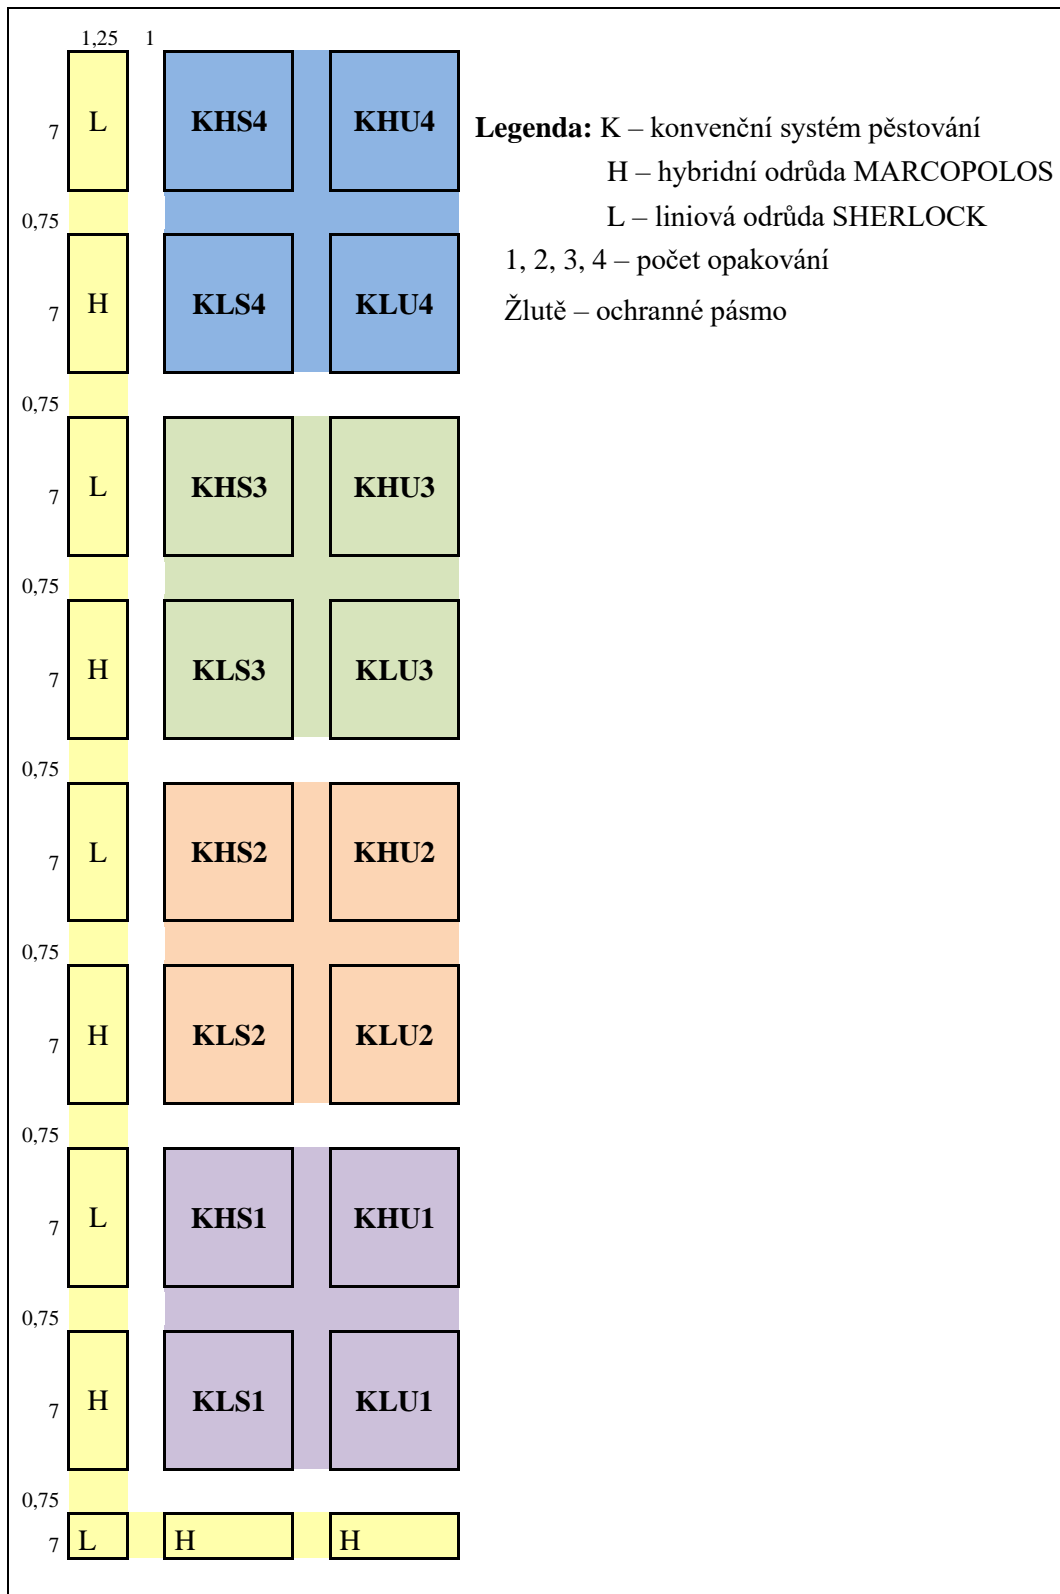 1,25 1
7 L KHS4 KHU4
Legenda: K – konvenční systém pěstování
H – hybridní odrůda MARCOPOLOS
L – liniová odrůda SHERLOCK
0,75
1, 2, 3, 4 – počet opakování
7 H KLS4 KLU4
Žlutě – ochranné pásmo
0,75
7 L KHS3 KHU3
0,75
7 H KLS3 KLU3
0,75
7 L KHS2 KHU2
0,75
7 H KLS2 KLU2
0,75
7 L KHS1 KHU1
0,75
7 H KLS1 KLU1
0,75
7 L H H